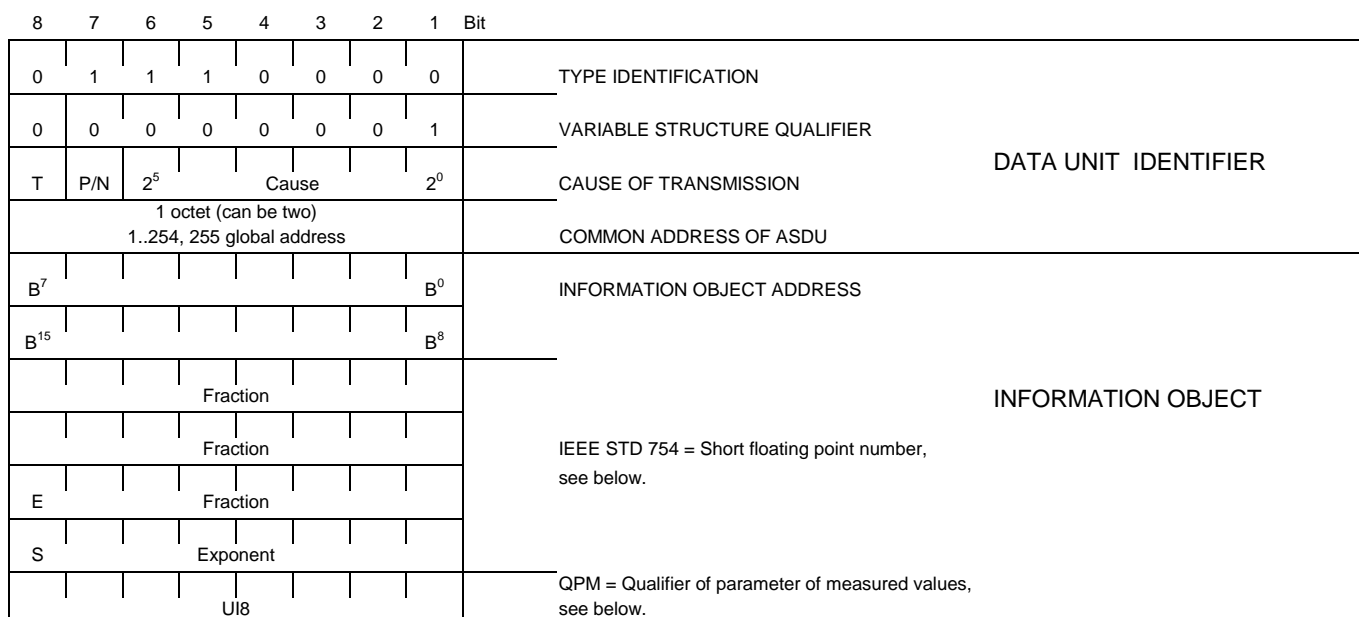 8 7 6 5 4 3 2 1 Bit
0 1 1 1 0 0 0 0 TYPE IDENTIFICATION
0 0 0 0 0 0 0 1 VARIABLE STRUCTURE QUALIFIER
DATA UNIT IDENTIFIER
T P/N 2⁵ Cause 2⁰ CAUSE OF TRANSMISSION
1 octet (can be two)
1..254, 255 global address COMMON ADDRESS OF ASDU
B⁷ B⁰ INFORMATION OBJECT ADDRESS
B¹⁵ B⁸
Fraction INFORMATION OBJECT
Fraction IEEE STD 754 = Short floating point number,
see below.
E Fraction
S Exponent
QPM = Qualifier of parameter of measured values,
UI8 see below.